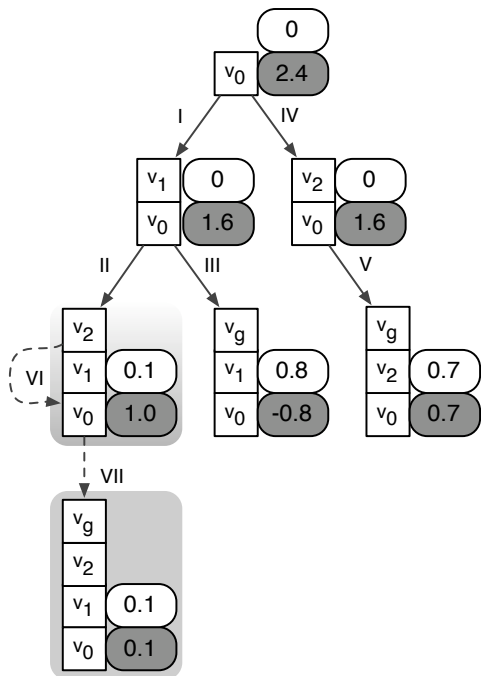 0
v0 2.4
I IV
v1 0 v2 0
v0 1.6 v0 1.6
II III V
v2 vg vg
VI v1 0.1 v1 0.8 v2 0.7
v0 1.0 v0 -0.8 v0 0.7
VII
vg
v2
v1 0.1
v0 0.1